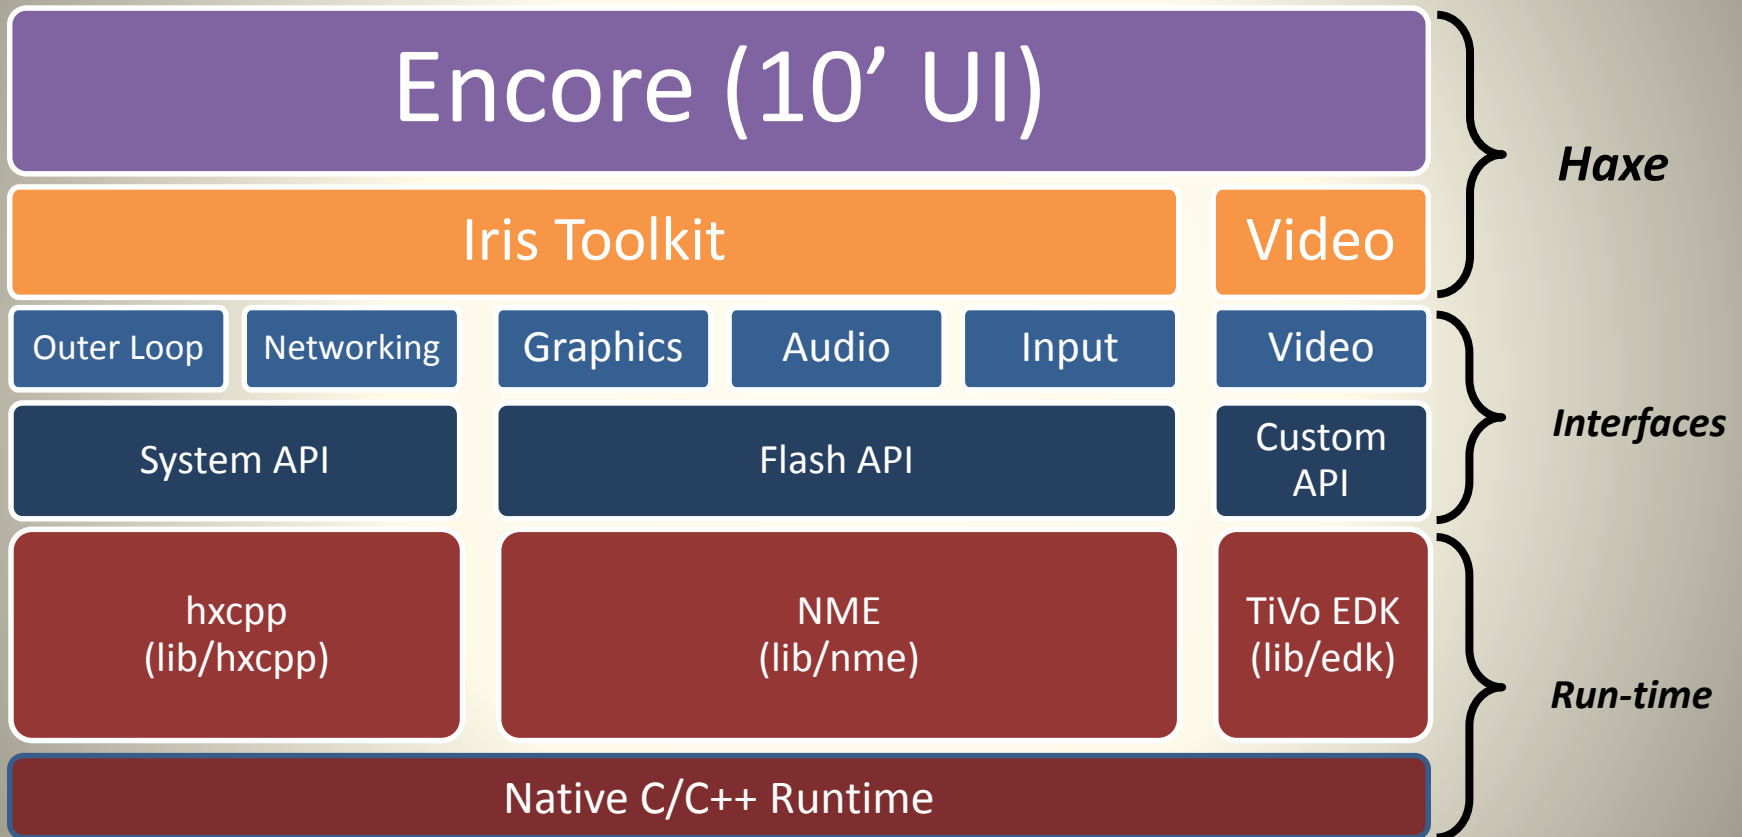 Encore (10’ UI)
Haxe
Iris Toolkit
Video
Outer Loop
Networking
Graphics
Audio
Input
Video
Interfaces
System API
Flash API
Custom
API
hxcpp
(lib/hxcpp)
NME
(lib/nme)
TiVo EDK
(lib/edk)
Run-time
Native C/C++ Runtime